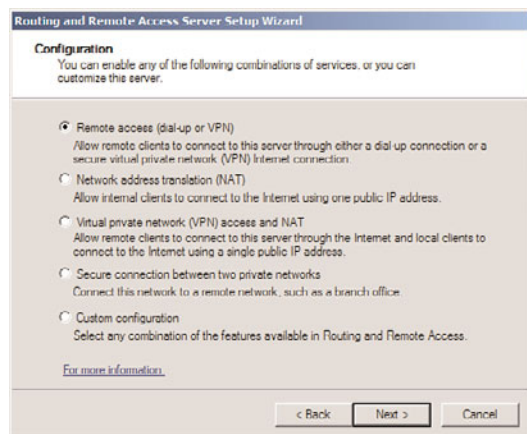 Routing and Remote Access Server Setup Wizard
Configuration
You can enable any of the following combinations of services, or you can
customize this server.
Remote access (dial-up or VPN)
Allow remote clients to connect to this server through either a dial-up connection or a
secure virtual private network (VPN) Internet connection.
Network address translation (NAT)
Allow internal clients to connect to the Internet using one public IP address.
Virtual private network (VPN) access and NAT
Allow remote clients to connect to this server through the Internet and local clients to
connect to the Internet using a single public IP address.
Secure connection between two private networks
Connect this network to a remote network, such as a branch office.
Custom configuration
Select any combination of the features available in Routing and Remote Access.
For more information
< Back Next > Cancel